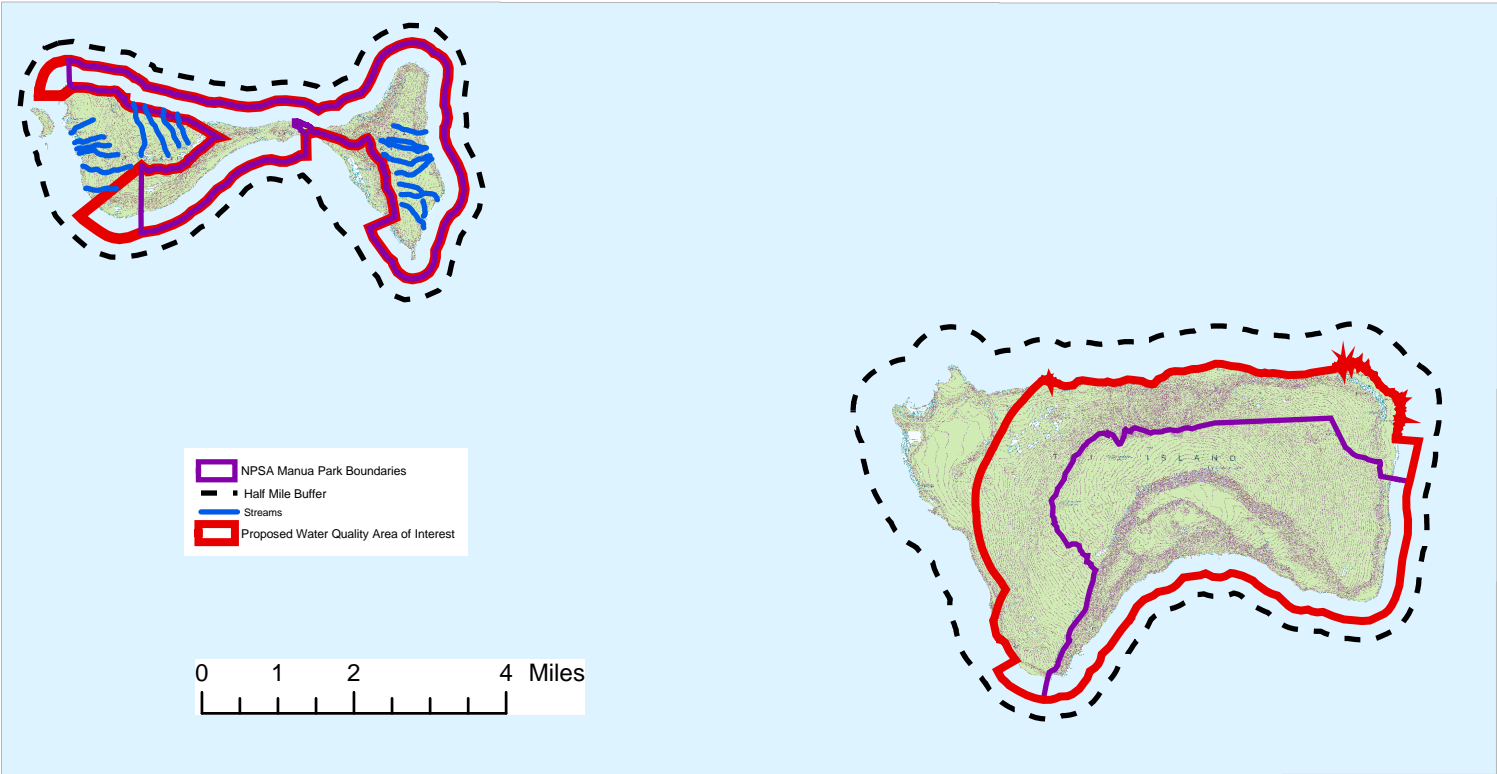 ISLAND
NPSA Manua Park Boundaries
Half Mile Buffer
Streams
Proposed Water Quality Area of Interest
0 1 2 4 Miles